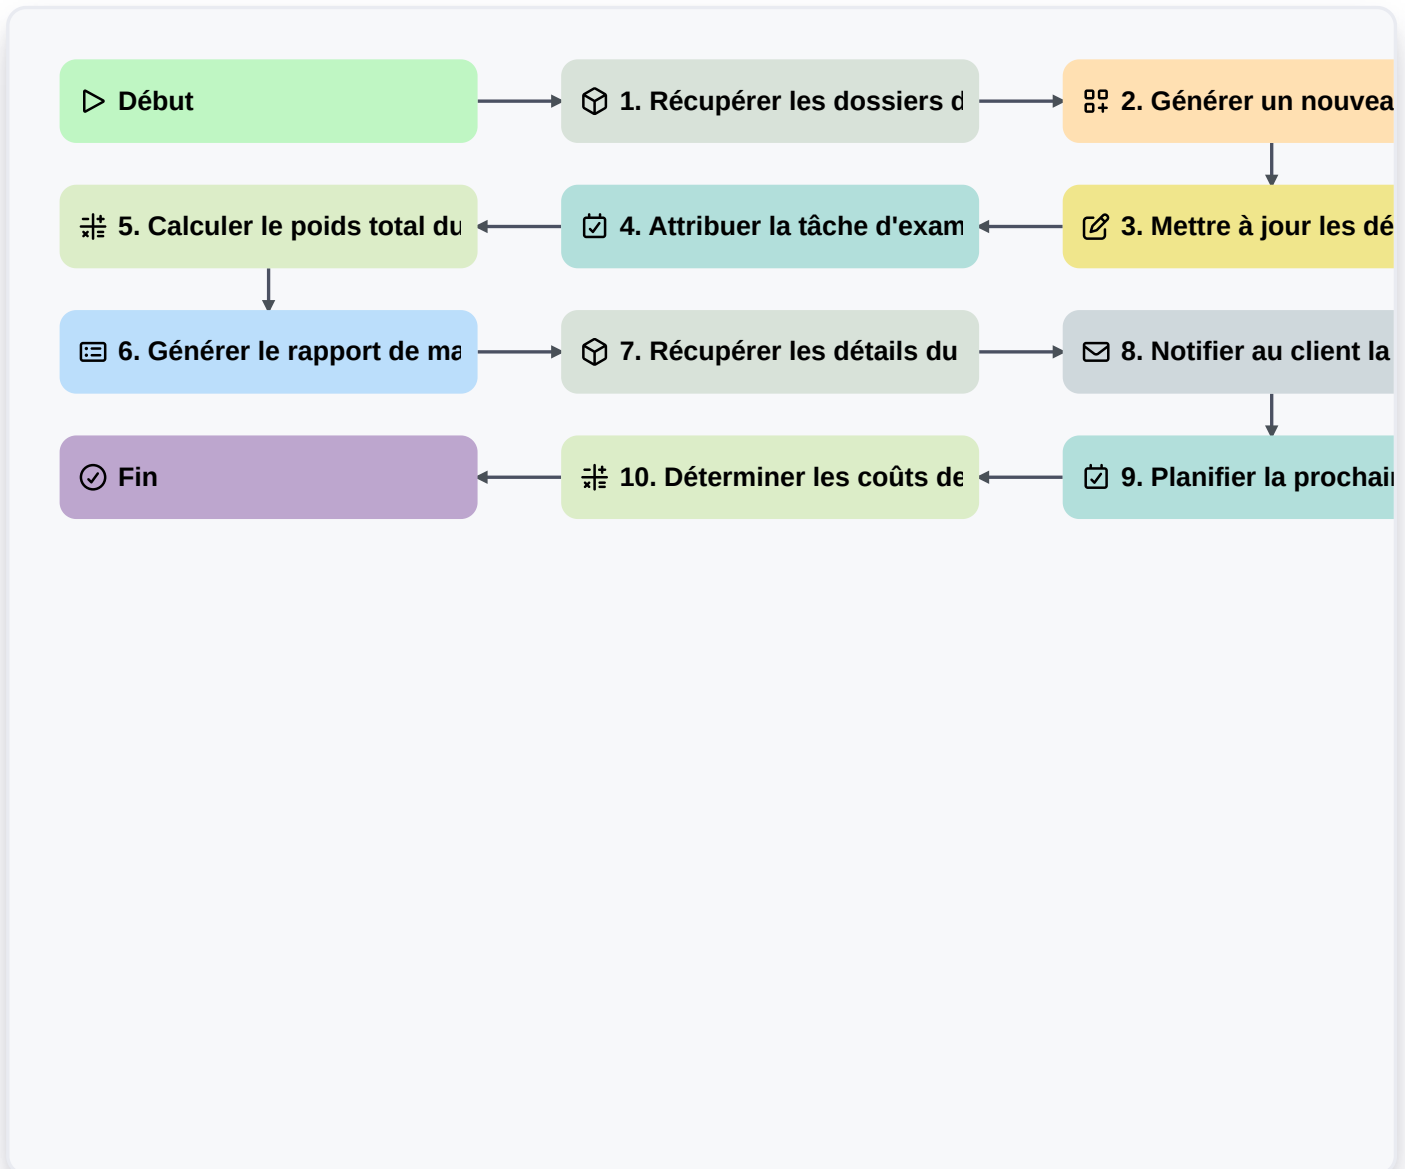 Début
1. Récupérer les dossiers d
2. Générer un nouvea
5. Calculer le poids total du
4. Attribuer la tâche d'exam
3. Mettre à jour les dé
6. Générer le rapport de ma
7. Récupérer les détails du
8. Notifier au client la
Fin
10. Déterminer les coûts de
9. Planifier la prochain